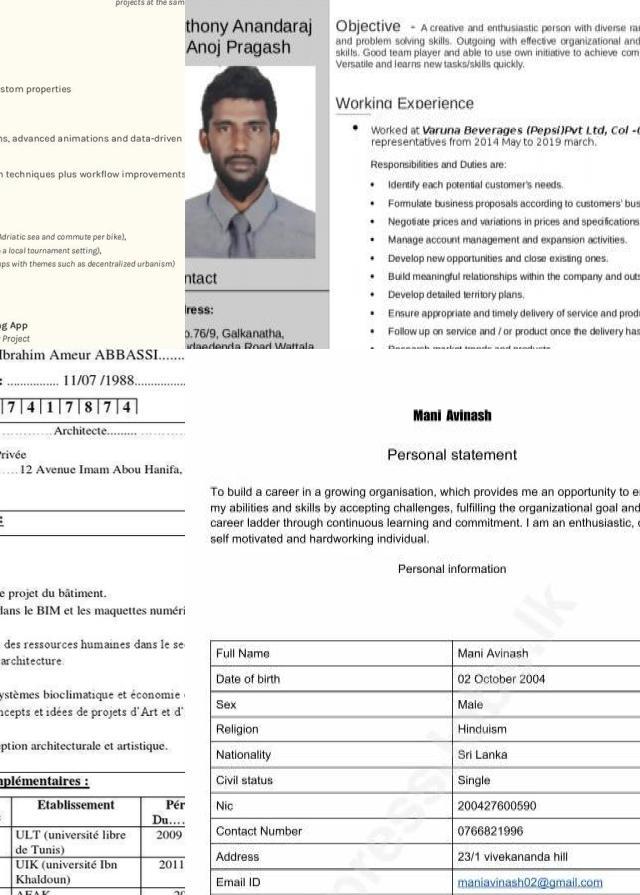 projects at the sam
stom properties
ns, advanced animations and data-driven
n techniques plus workflow improvements
Adriatic sea and commute per bike),
a local tournament setting),
ups with themes such as decentralized urbanism)
ng App
Project
thony Anandaraj
Anoj Pragash
ntact
ress:
o.76/9, Galkanatha,
udaedenda Road Wattala
Objective - A creative and enthusiastic person with diverse ra
and problem solving skills. Outgoing with effective organizational and
skills. Good team player and able to use own initiative to achieve com
Versatile and learns new tasks/skills quickly.
Working Experience
Worked at Varuna Beverages (Pepsi)Pvt Ltd, Col -
representatives from 2014 May to 2019 march.
Responsibilities and Duties are:
Identify each potential customer's needs.
Formulate business proposals according to customers' bus
Negotiate prices and variations in prices and specifications
Manage account management and expansion activities.
Develop new opportunities and close existing ones.
Build meaningful relationships within the company and outs
Develop detailed territory plans.
Ensure appropriate and timely delivery of service and prod
Follow up on service and / or product once the delivery has
Research market trends and products
Ibrahim Ameur ABBASSI.......
: ................ 11/07 /1988................
7 4 1 7 8 7 4
Architecte.........
rivée
12 Avenue Imam Abou Hanifa,
E
e projet du bâtiment.
dans le BIM et les maquettes numéri
des ressources humaines dans le se
architecture.
ystèmes bioclimatique et économie
ncepts et idées de projets d'Art et d'
ption architecturale et artistique.
mplémentaires :
Etablissement Pér
Du....
ULT (université libre 2009
de Tunis)
UIK (université Ibn 2011
Khaldoun)
Mani Avinash
Personal statement
To build a career in a growing organisation, which provides me an opportunity to e
my abilities and skills by accepting challenges, fulfilling the organizational goal and
career ladder through continuous learning and commitment. I am an enthusiastic,
self motivated and hardworking individual.
Personal information
Full Name Mani Avinash
Date of birth 02 October 2004
Sex Male
Religion Hinduism
Nationality Sri Lanka
Civil status Single
Nic 200427600590
Contact Number 0766821996
Address 23/1 vivekananda hill
Email ID maniavinash02@gmail.com